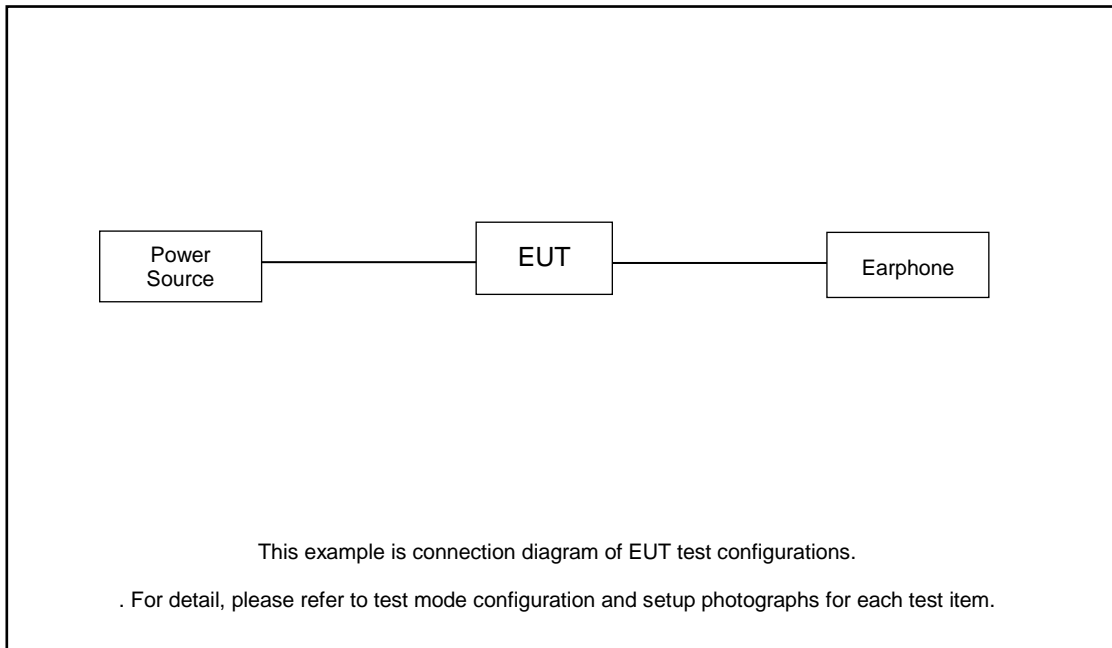 Power
Source
EUT
Earphone
This example is connection diagram of EUT test configurations.
. For detail, please refer to test mode configuration and setup photographs for each test item.